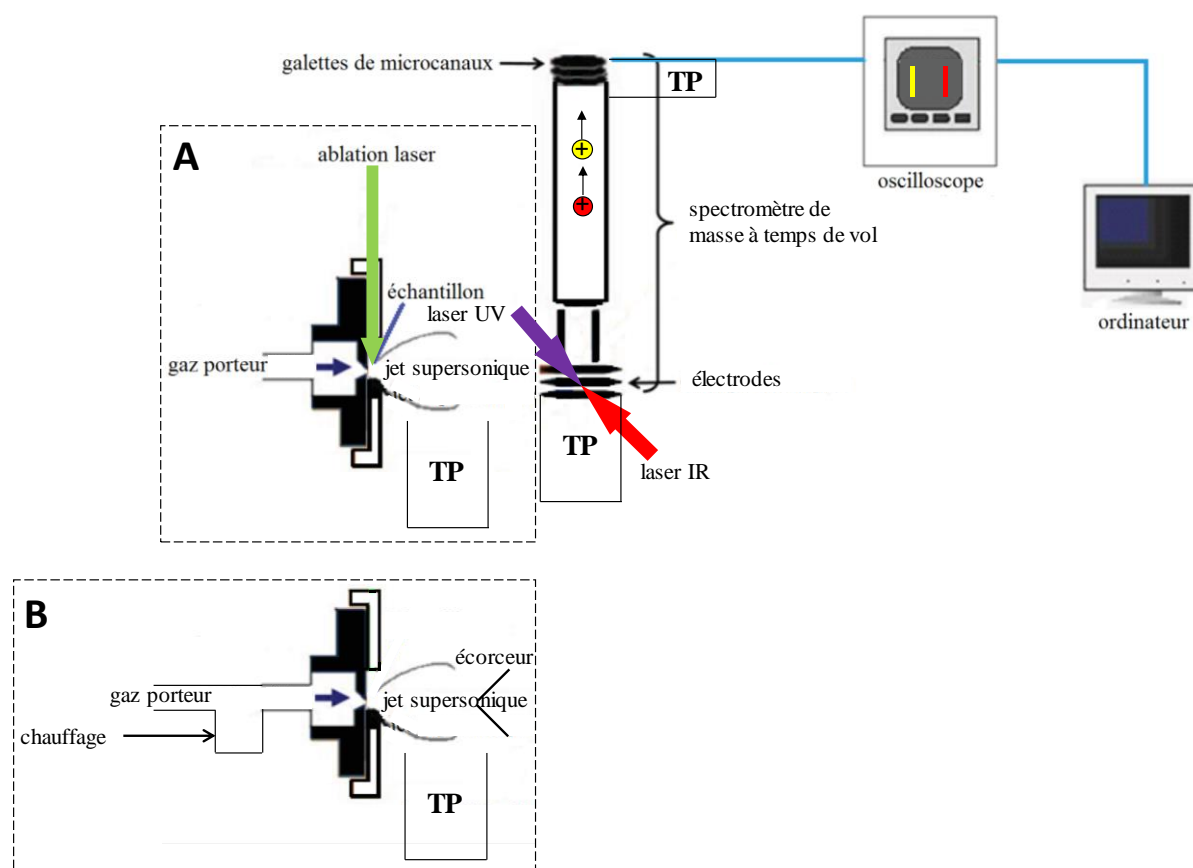 galettes de microcanaux
TP
A
ablation laser
oscilloscope
spectromètre de
masse à temps de vol
échantillon
laser UV
ordinateur
gaz porteur
jet supersonique
électrodes
TP
TP
laser IR
B
écorceur
gaz porteur
jet supersonique
chauffage
TP